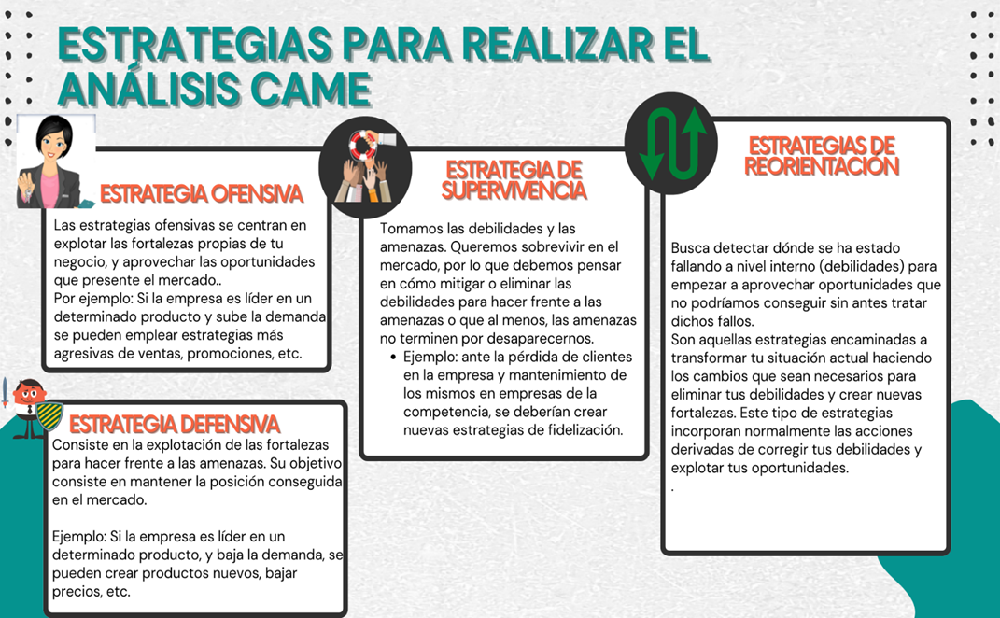 ESTRATEGIAS PARA REALIZAR EL
ANÁLISIS CAME
ESTRATEGIA OFENSIVA
Las estrategias ofensivas se centran en
explotar las fortalezas propias de tu
negocio, y aprovechar las oportunidades
que presente el mercado..
Por ejemplo: Si la empresa es líder en un
determinado producto y sube la demanda
se pueden emplear estrategias más
agresivas de ventas, promociones, etc.
ESTRATEGIA DEFENSIVA
Consiste en la explotación de las fortalezas
para hacer frente a las amenazas. Su objetivo
consiste en mantener la posición conseguida
en el mercado.
Ejemplo: Si la empresa es líder en un
determinado producto, y baja la demanda, se
pueden crear productos nuevos, bajar
precios, etc.
ESTRATEGIA DE
SUPERVIVENCIA
Tomamos las debilidades y las
amenazas. Queremos sobrevivir en el
mercado, por lo que debemos pensar
en cómo mitigar o eliminar las
debilidades para hacer frente a las
amenazas o que al menos, las amenazas
no terminen por desaparecernos.
• Ejemplo: ante la pérdida de clientes
en la empresa y mantenimiento de
los mismos en empresas de la
competencia, se deberían crear
nuevas estrategias de fidelización.
ESTRATEGIAS DE
REORIENTACIÓN
Busca detectar dónde se ha estado
fallando a nivel interno (debilidades) para
empezar a aprovechar oportunidades que
no podríamos conseguir sin antes tratar
dichos fallos.
Son aquellas estrategias encaminadas a
transformar tu situación actual haciendo
los cambios que sean necesarios para
eliminar tus debilidades y crear nuevas
fortalezas. Este tipo de estrategias
incorporan normalmente las acciones
derivadas de corregir tus debilidades y
explotar tus oportunidades.
.